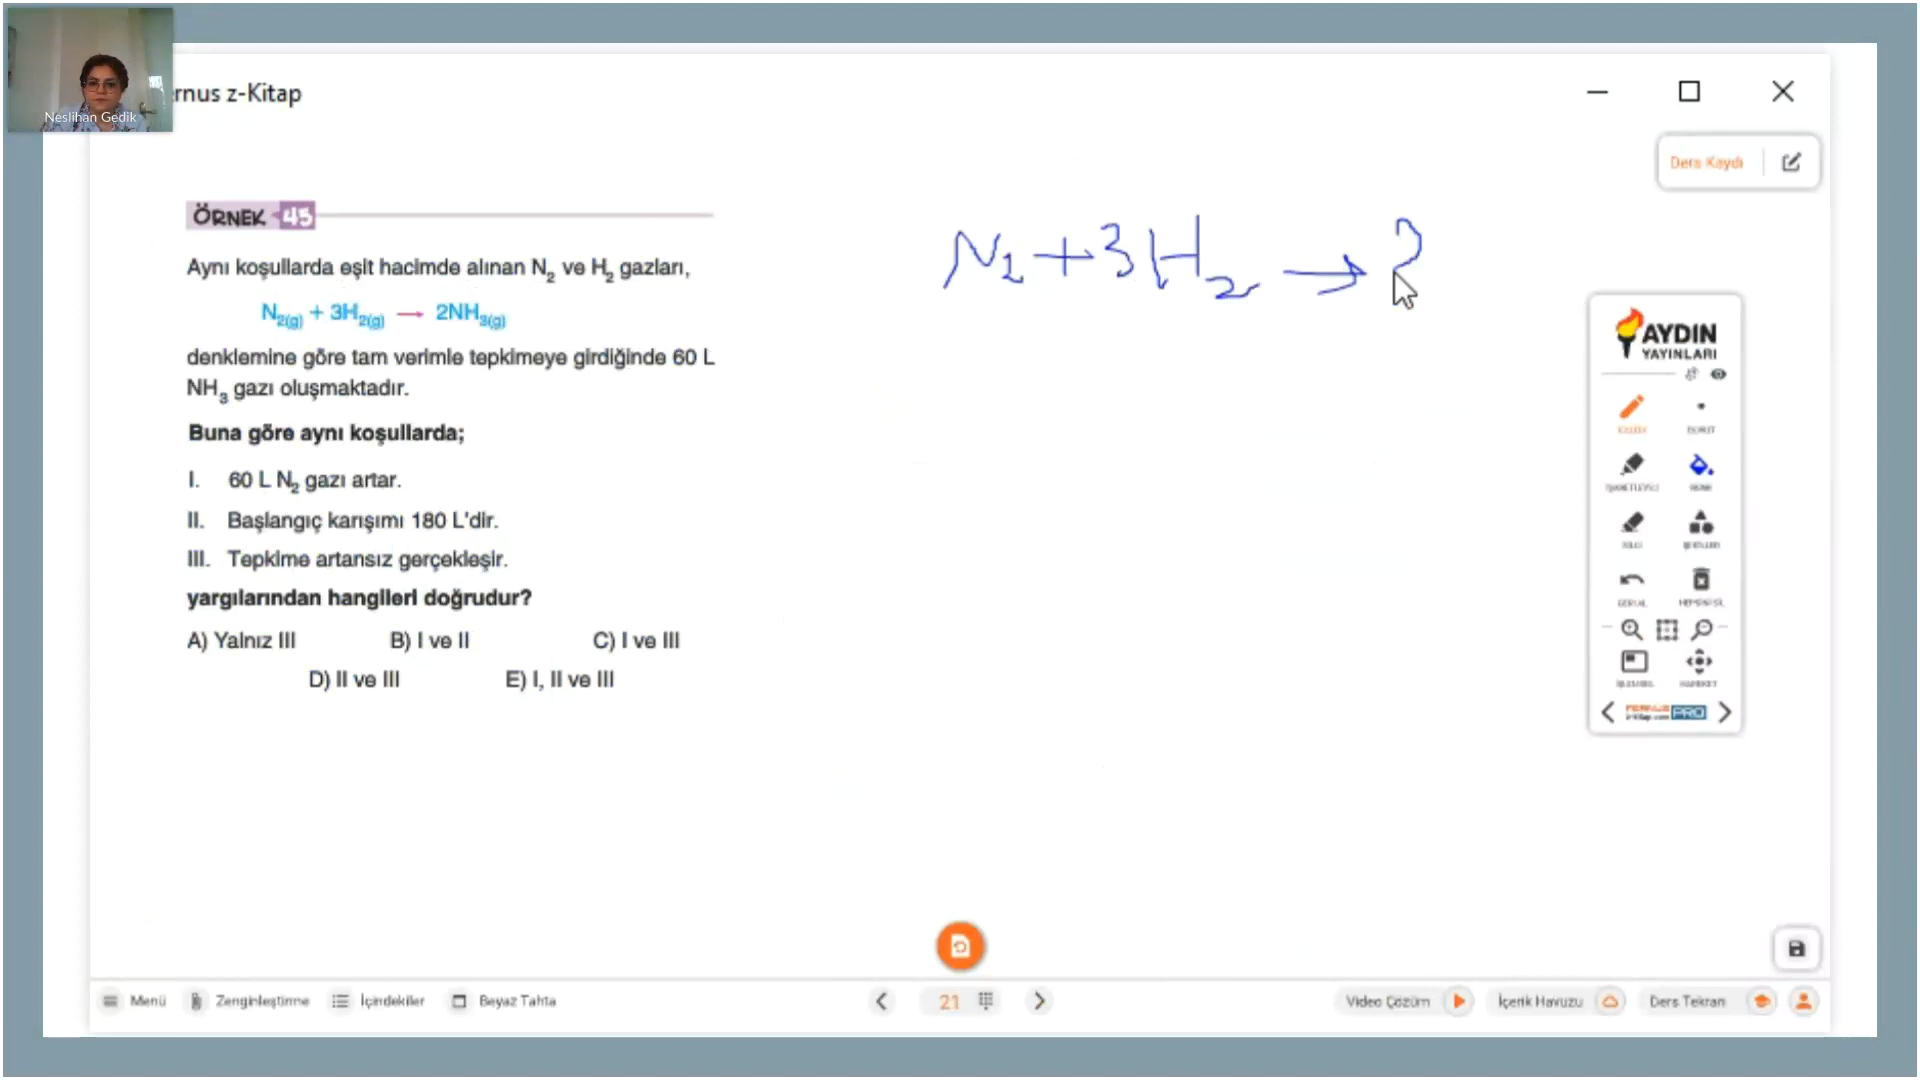 Neslihan Gedik
ernus z-Kitap
Ders Kaydı
ÖRNEK 45
Aynı koşullarda eşit hacimde alınan N₂ ve H₂ gazları,
N₂(g) + 3H₂(g) → 2NH₃(g)
denklemine göre tam verimle tepkimeye girdiğinde 60 L
NH₃ gazı oluşmaktadır.
Buna göre aynı koşullarda;
I. 60 L N₂ gazı artar.
II. Başlangıç karışımı 180 L'dir.
III. Tepkime artansız gerçekleşir.
yargılarından hangileri doğrudur?
A) Yalnız III B) I ve II C) I ve III
D) II ve III E) I, II ve III
N₂ + 3H₂ → 2
AYDIN
YAYINLARI
PRO
Menü Zenginleştirme İçindekiler Beyaz Tahta
21
Video Çözüm İçerik Havuzu Ders Tekrarı